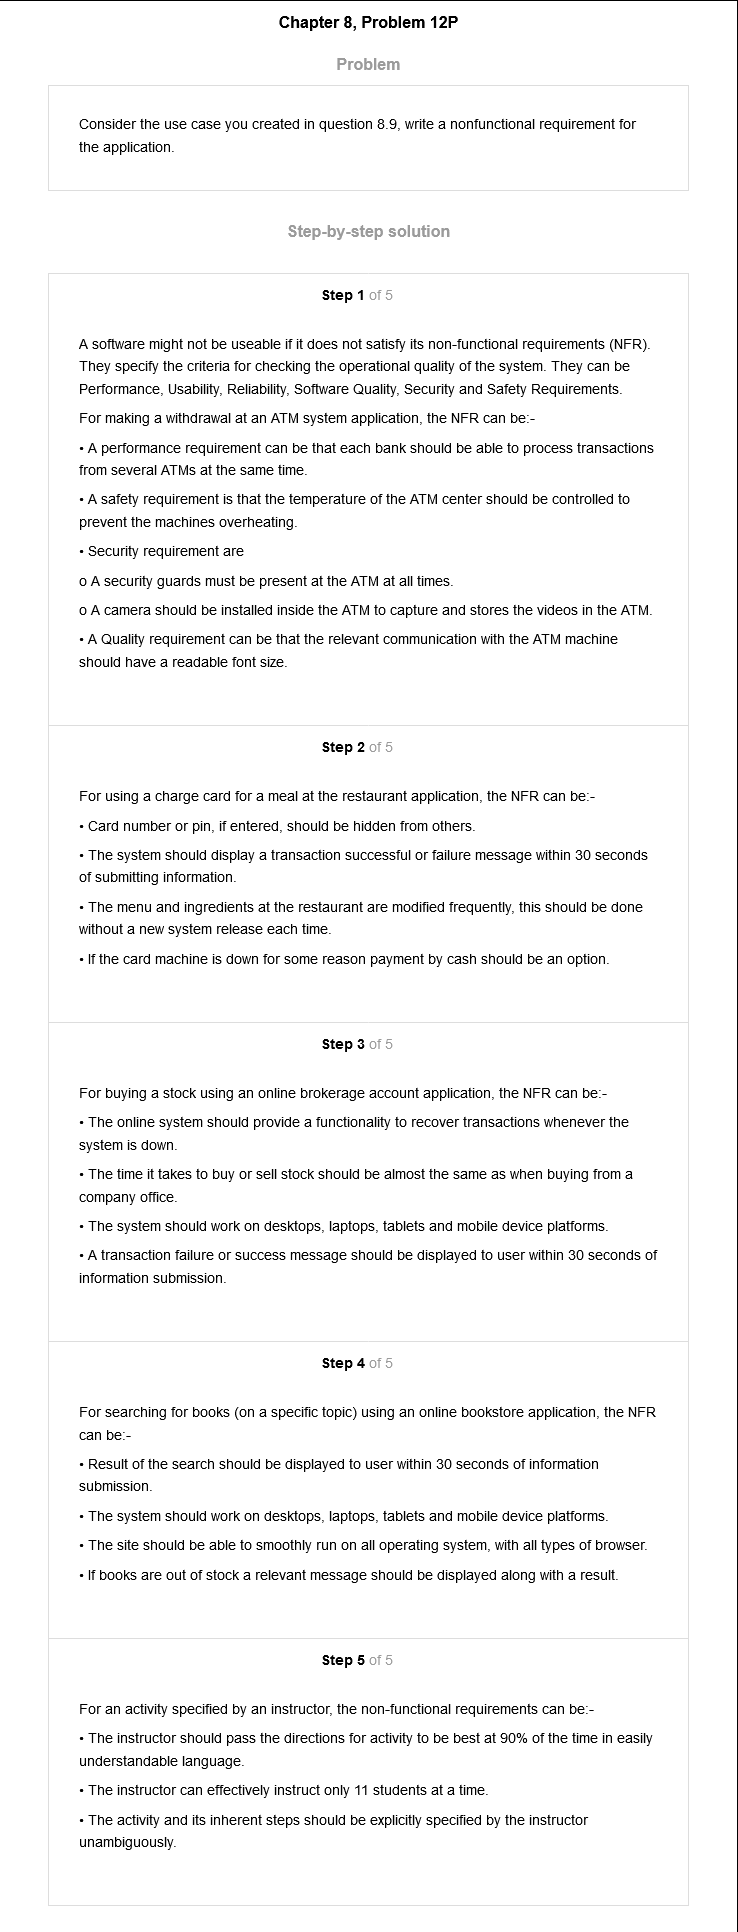 Chapter 8, Problem 12P
Problem
Consider the use case you created in question 8.9, write a nonfunctional requirement for
the application.
Step-by-step solution
Step 1 of 5
A software might not be useable if it does not satisfy its non-functional requirements (NFR).
They specify the criteria for checking the operational quality of the system. They can be
Performance, Usability, Reliability, Software Quality, Security and Safety Requirements.
For making a withdrawal at an ATM system application, the NFR can be:-
• A performance requirement can be that each bank should be able to process transactions
from several ATMs at the same time.
• A safety requirement is that the temperature of the ATM center should be controlled to
prevent the machines overheating.
• Security requirement are
o A security guards must be present at the ATM at all times.
o A camera should be installed inside the ATM to capture and stores the videos in the ATM.
• A Quality requirement can be that the relevant communication with the ATM machine
should have a readable font size.
Step 2 of 5
For using a charge card for a meal at the restaurant application, the NFR can be:-
• Card number or pin, if entered, should be hidden from others.
• The system should display a transaction successful or failure message within 30 seconds
of submitting information.
• The menu and ingredients at the restaurant are modified frequently, this should be done
without a new system release each time.
• If the card machine is down for some reason payment by cash should be an option.
Step 3 of 5
For buying a stock using an online brokerage account application, the NFR can be:-
• The online system should provide a functionality to recover transactions whenever the
system is down.
• The time it takes to buy or sell stock should be almost the same as when buying from a
company office.
• The system should work on desktops, laptops, tablets and mobile device platforms.
• A transaction failure or success message should be displayed to user within 30 seconds of
information submission.
Step 4 of 5
For searching for books (on a specific topic) using an online bookstore application, the NFR
can be:-
• Result of the search should be displayed to user within 30 seconds of information
submission.
• The system should work on desktops, laptops, tablets and mobile device platforms.
• The site should be able to smoothly run on all operating system, with all types of browser.
• If books are out of stock a relevant message should be displayed along with a result.
Step 5 of 5
For an activity specified by an instructor, the non-functional requirements can be:-
• The instructor should pass the directions for activity to be best at 90% of the time in easily
understandable language.
• The instructor can effectively instruct only 11 students at a time.
• The activity and its inherent steps should be explicitly specified by the instructor
unambiguously.